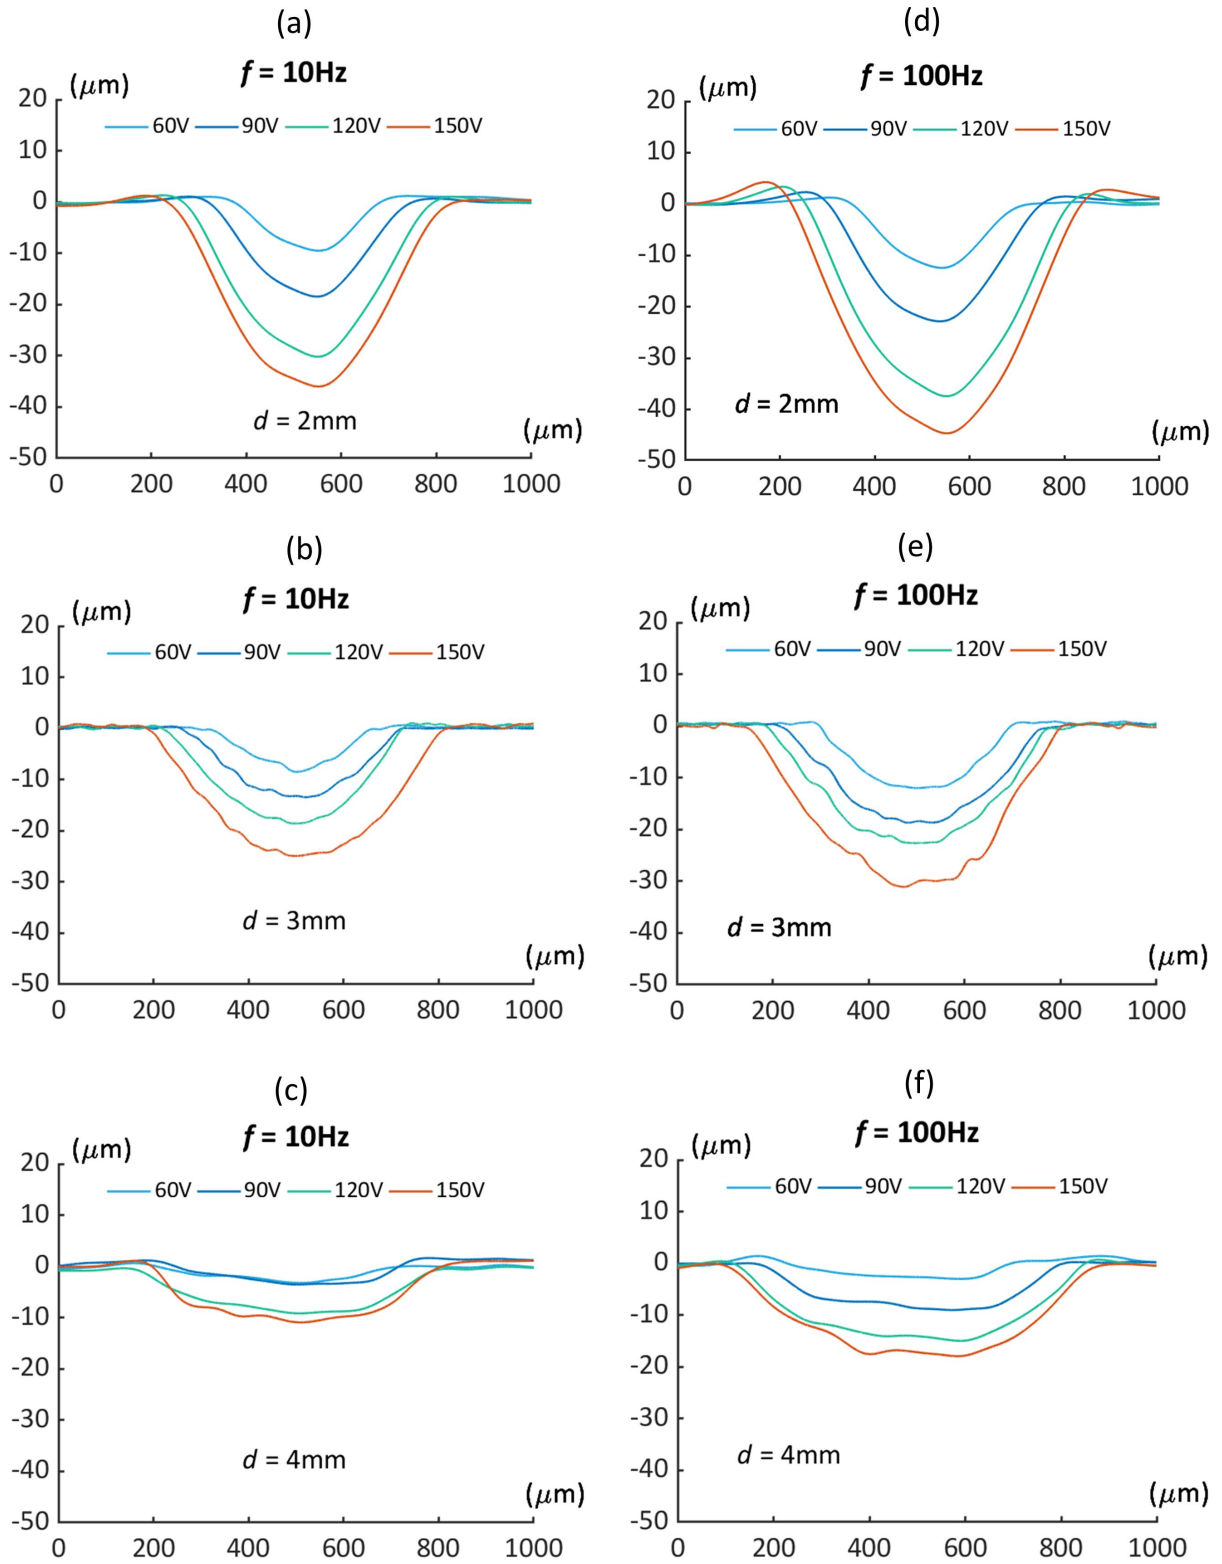 (a)
f = 10Hz
(μm)
60V 90V 120V 150V
20
10
0
-10
-20
-30
-40
-50
d = 2mm
(μm)
0 200 400 600 800 1000
(d)
f = 100Hz
(μm)
60V 90V 120V 150V
20
10
0
-10
-20
-30
-40
-50
d = 2mm
(μm)
0 200 400 600 800 1000
(b)
f = 10Hz
(μm)
60V 90V 120V 150V
20
10
0
-10
-20
-30
-40
-50
d = 3mm
(μm)
0 200 400 600 800 1000
(e)
f = 100Hz
(μm)
60V 90V 120V 150V
20
10
0
-10
-20
-30
-40
-50
d = 3mm
(μm)
0 200 400 600 800 1000
(c)
f = 10Hz
(μm)
60V 90V 120V 150V
20
10
0
-10
-20
-30
-40
-50
d = 4mm
(μm)
0 200 400 600 800 1000
(f)
f = 100Hz
(μm)
60V 90V 120V 150V
20
10
0
-10
-20
-30
-40
-50
d = 4mm
(μm)
0 200 400 600 800 1000